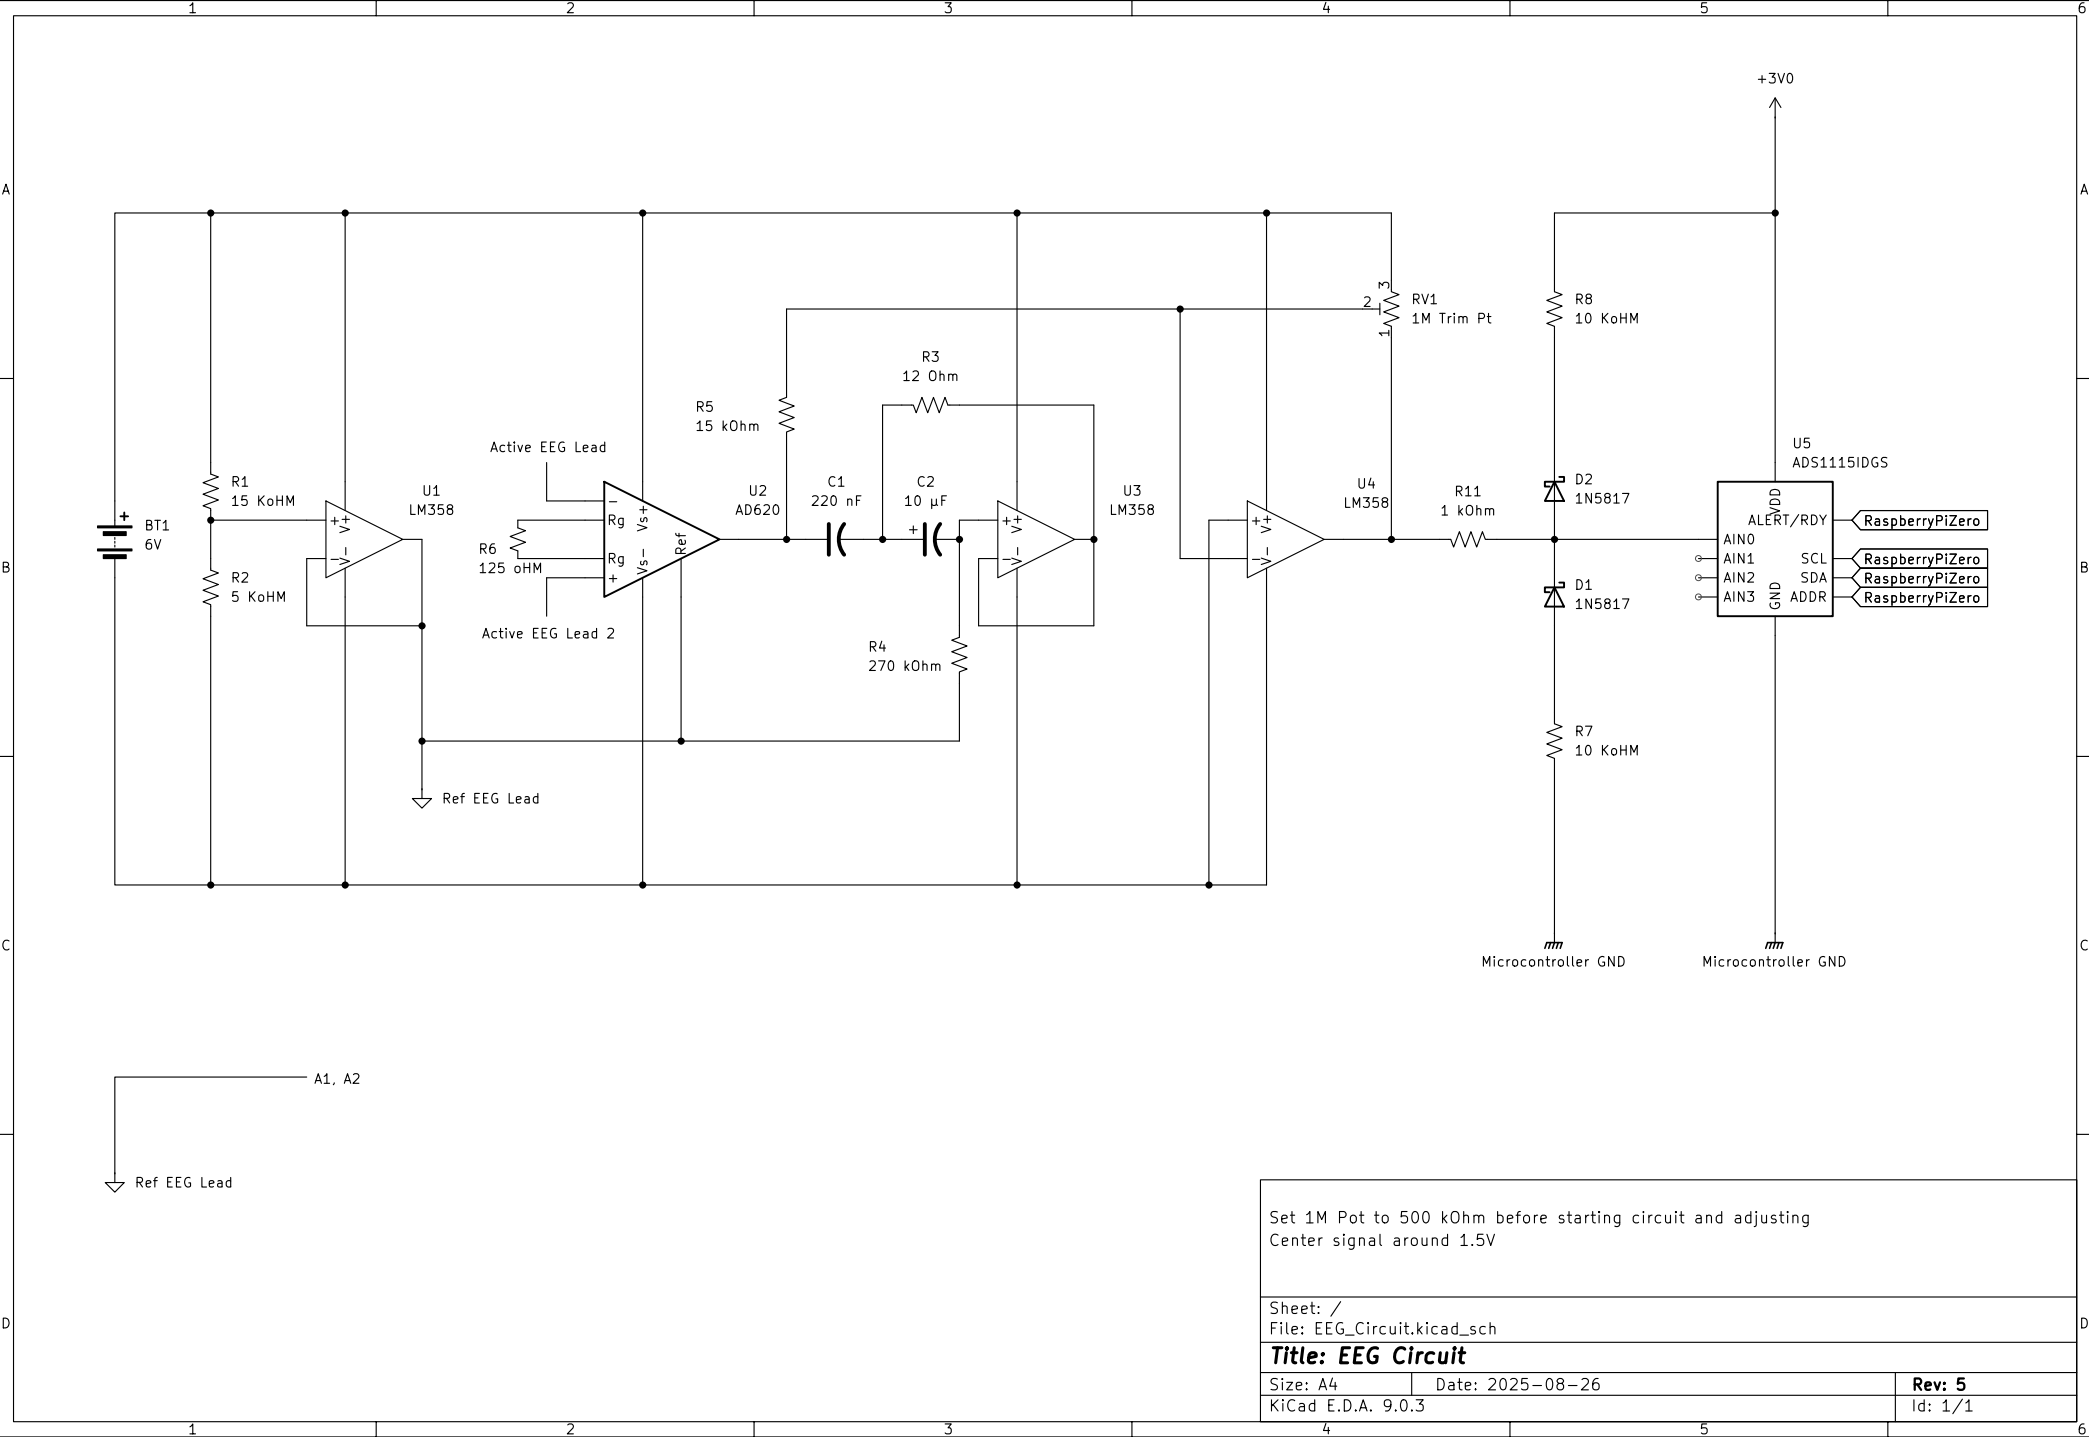 1 2 3 4 5 6
+3V0
A A
RV1
1M Trim Pt
3
2
1
R8
10 KoHM
R3
12 Ohm
R5
15 kOhm
Active EEG Lead
U5
ADS1115IDGS
R1
15 KoHM
U1
LM358
+
-
V+
V-
U2
AD620
-
Rg
Rg
+
Vs+
Vs-
Ref
C1
220 nF
C2
10 µF
+
U3
LM358
+
-
V+
V-
U4
LM358
+
-
V+
V-
R11
1 kOhm
D2
1N5817
+
BT1
6V
R6
125 oHM
VDD
ALERT/RDY
AIN0
AIN1
AIN2
AIN3
SCL
SDA
ADDR
GND
RaspberryPiZero
RaspberryPiZero
RaspberryPiZero
RaspberryPiZero
B B
R2
5 KoHM
D1
1N5817
Active EEG Lead 2
R4
270 kOhm
R7
10 KoHM
Ref EEG Lead
C C
Microcontroller GND
Microcontroller GND
A1, A2
Ref EEG Lead
Set 1M Pot to 500 kOhm before starting circuit and adjusting
Center signal around 1.5V
Sheet: /
File: EEG_Circuit.kicad_sch
D D
Title: EEG Circuit
Size: A4
Date: 2025-08-26
Rev: 5
KiCad E.D.A. 9.0.3
Id: 1/1
1 2 3 4 5 6